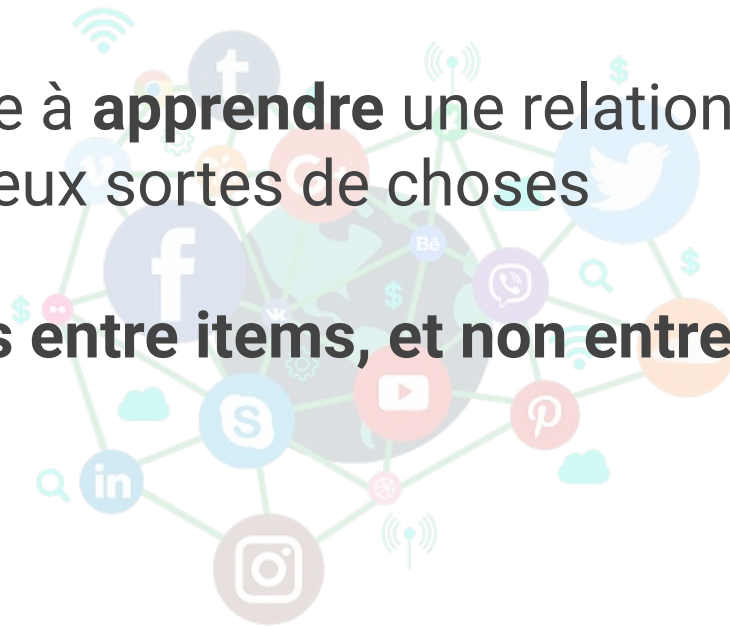 e à apprendre une relation
eux sortes de choses
s entre items, et non entre